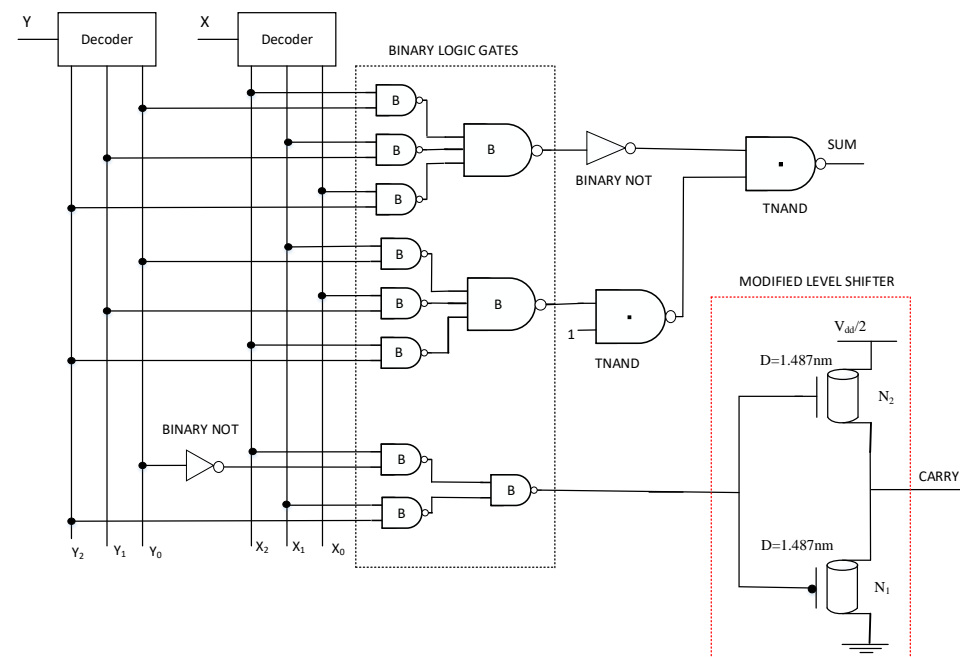 Y
Decoder
X
Decoder
BINARY LOGIC GATES
B
B
B
B
BINARY NOT
SUM
TNAND
B
B
B
B
1
TNAND
MODIFIED LEVEL SHIFTER
Vdd/2
D=1.487nm
N2
BINARY NOT
B
B
B
CARRY
D=1.487nm
N1
Y2
Y1
Y0
X2
X1
X0